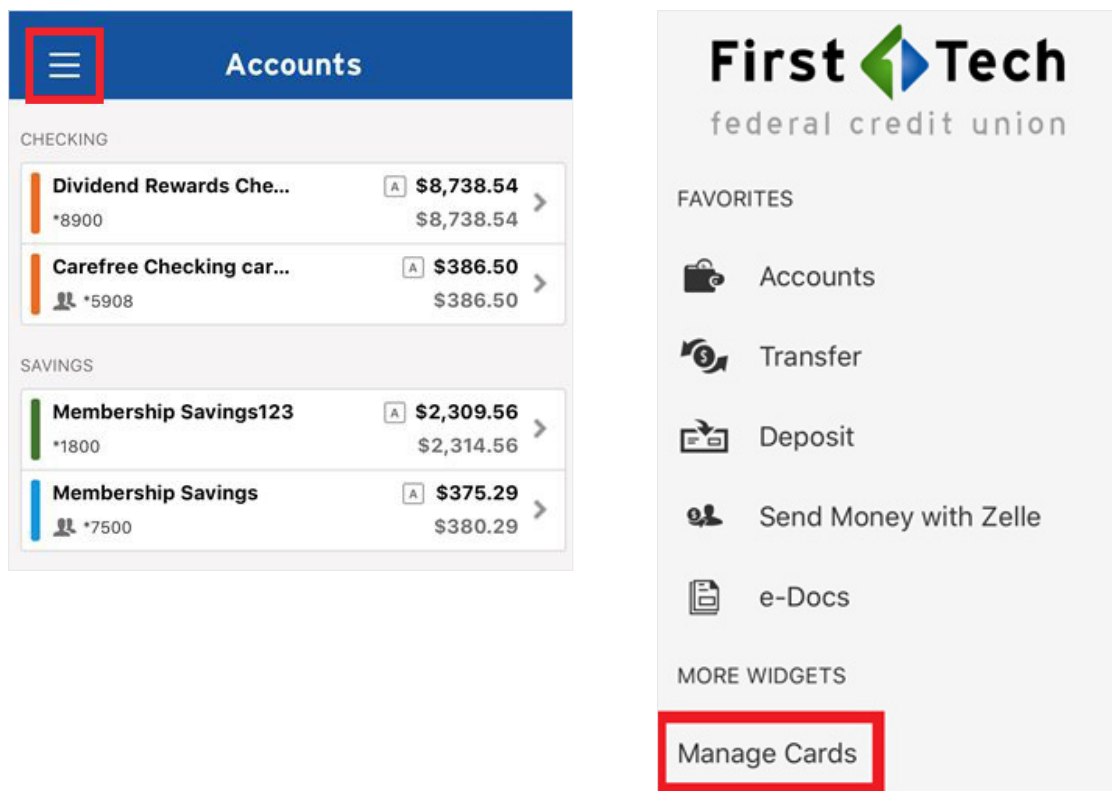 Accounts
CHECKING
Dividend Rewards Che... A $8,738.54
*8900 $8,738.54
Carefree Checking car... A $386.50
*5908 $386.50
SAVINGS
Membership Savings123 A $2,309.56
*1800 $2,314.56
Membership Savings A $375.29
*7500 $380.29
First Tech
federal credit union
FAVORITES
Accounts
Transfer
Deposit
Send Money with Zelle
e-Docs
MORE WIDGETS
Manage Cards